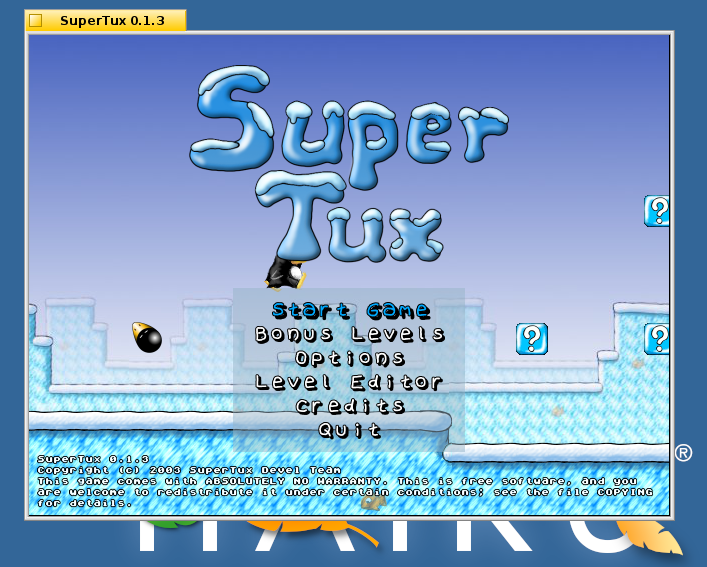 SuperTux 0.1.3
Super
Tux
?
Start Game
Bonus Levels
? ?
Options
Level Editor
Credits
Quit
®
SuperTux 0.1.3
Copyright (c) 2003 SuperTux Devel Team
This game comes with ABSOLUTELY NO WARRANTY. This is free software, and you
are welcome to redistribute it under certain conditions; see the file COPYING
for details.
HAIKU